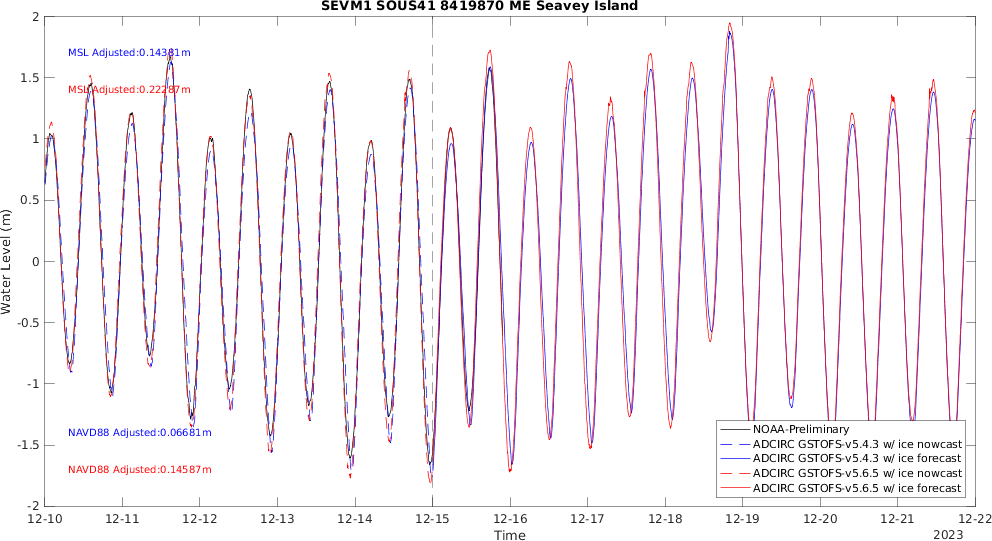 SEVM1 SOUS41 8419870 ME Seavey Island
2
1.5
1
0.5
0
-0.5
-1
-1.5
-2
Water Level (m)
MSL Adjusted:0.14381m
MSL Adjusted:0.22287m
NAVD88 Adjusted:0.06681m
NAVD88 Adjusted:0.14587m
NOAA-Preliminary
ADCIRC GSTOFS-v5.4.3 w/ ice nowcast
ADCIRC GSTOFS-v5.4.3 w/ ice forecast
ADCIRC GSTOFS-v5.6.5 w/ ice nowcast
ADCIRC GSTOFS-v5.6.5 w/ ice forecast
12-10 12-11 12-12 12-13 12-14 12-15 12-16 12-17 12-18 12-19 12-20 12-21 12-22
Time
2023